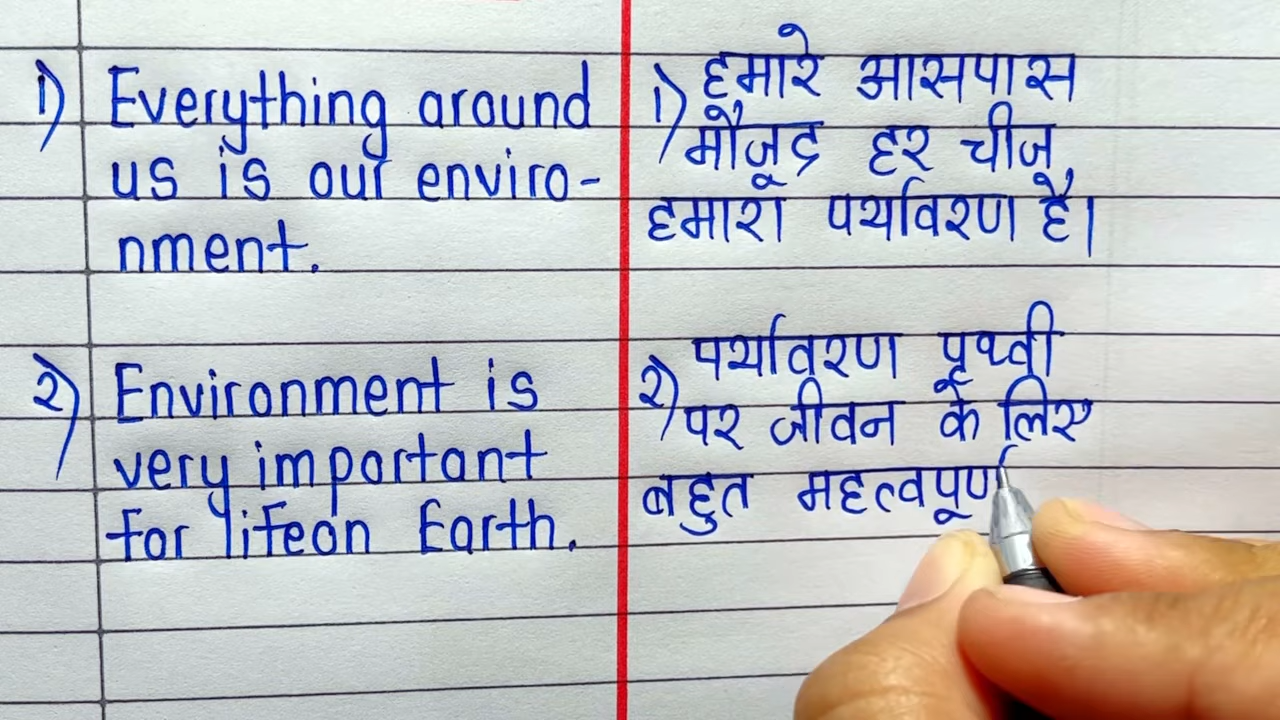 1) Everything around
us is our enviro-
nment.
2) Environment is
very important
for lifeon Earth.
1) हमारे आसपास
मौजूद हर चीज़
हमारा पर्यावरण है।
2) पर्यावरण पृथ्वी
पर जीवन के लिए
बहुत महत्वपूर्ण